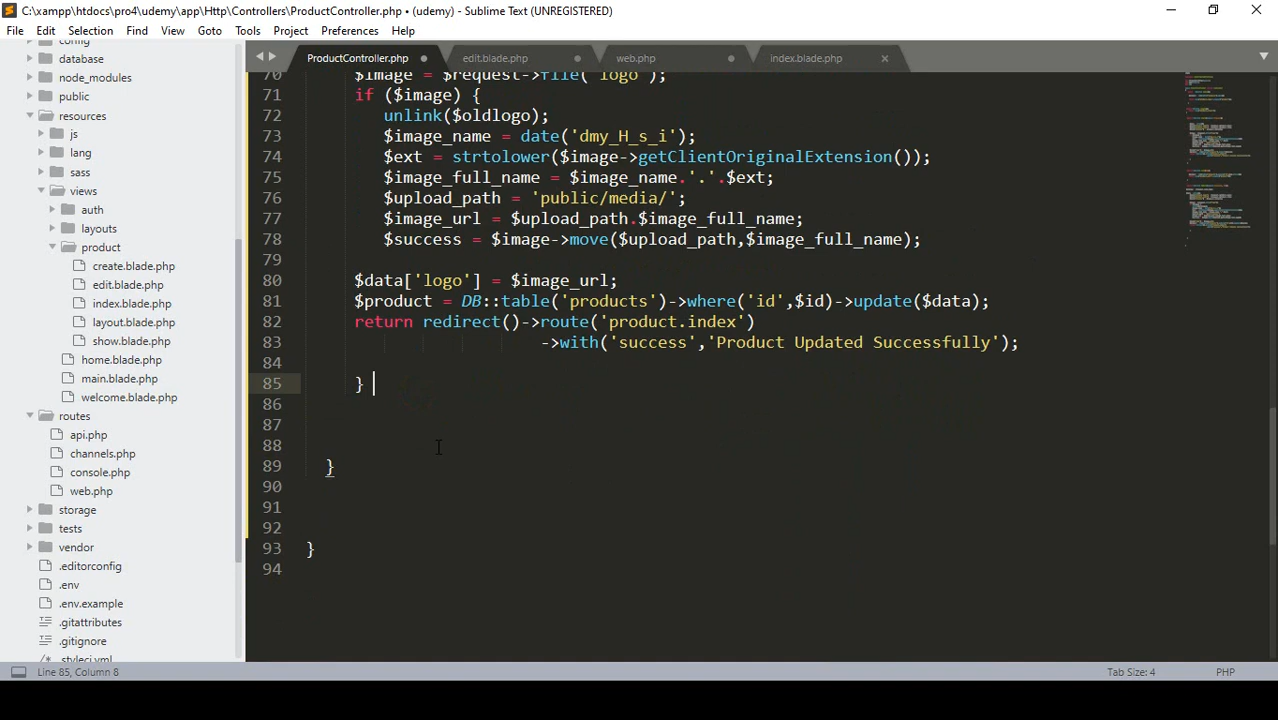 C:\xampp\htdocs\pro4\udemy\app\Http\Controllers\ProductController.php • (udemy) - Sublime Text (UNREGISTERED)
File Edit Selection Find View Goto Tools Project Preferences Help
ProductController.php edit.blade.php web.php index.blade.php
config
database
node_modules
public
resources
js
lang
sass
views
auth
layouts
product
create.blade.php
edit.blade.php
index.blade.php
layout.blade.php
show.blade.php
home.blade.php
main.blade.php
welcome.blade.php
routes
api.php
channels.php
console.php
web.php
storage
tests
vendor
.editorconfig
.env
.env.example
.gitattributes
.gitignore
.styleci.yml
70 $image = $request->file('logo');
71 if ($image) {
72 unlink($oldlogo);
73 $image_name = date('dmy_H_s_i');
74 $ext = strtolower($image->getClientOriginalExtension());
75 $image_full_name = $image_name.'.'.$ext;
76 $upload_path = 'public/media/';
77 $image_url = $upload_path.$image_full_name;
78 $success = $image->move($upload_path,$image_full_name);
79
80 $data['logo'] = $image_url;
81 $product = DB::table('products')->where('id',$id)->update($data);
82 return redirect()->route('product.index')
83 ->with('success','Product Updated Successfully');
84
85 }
86
87
88
89 }
90
91
92
93 }
94
Line 85, Column 8 Tab Size: 4 PHP